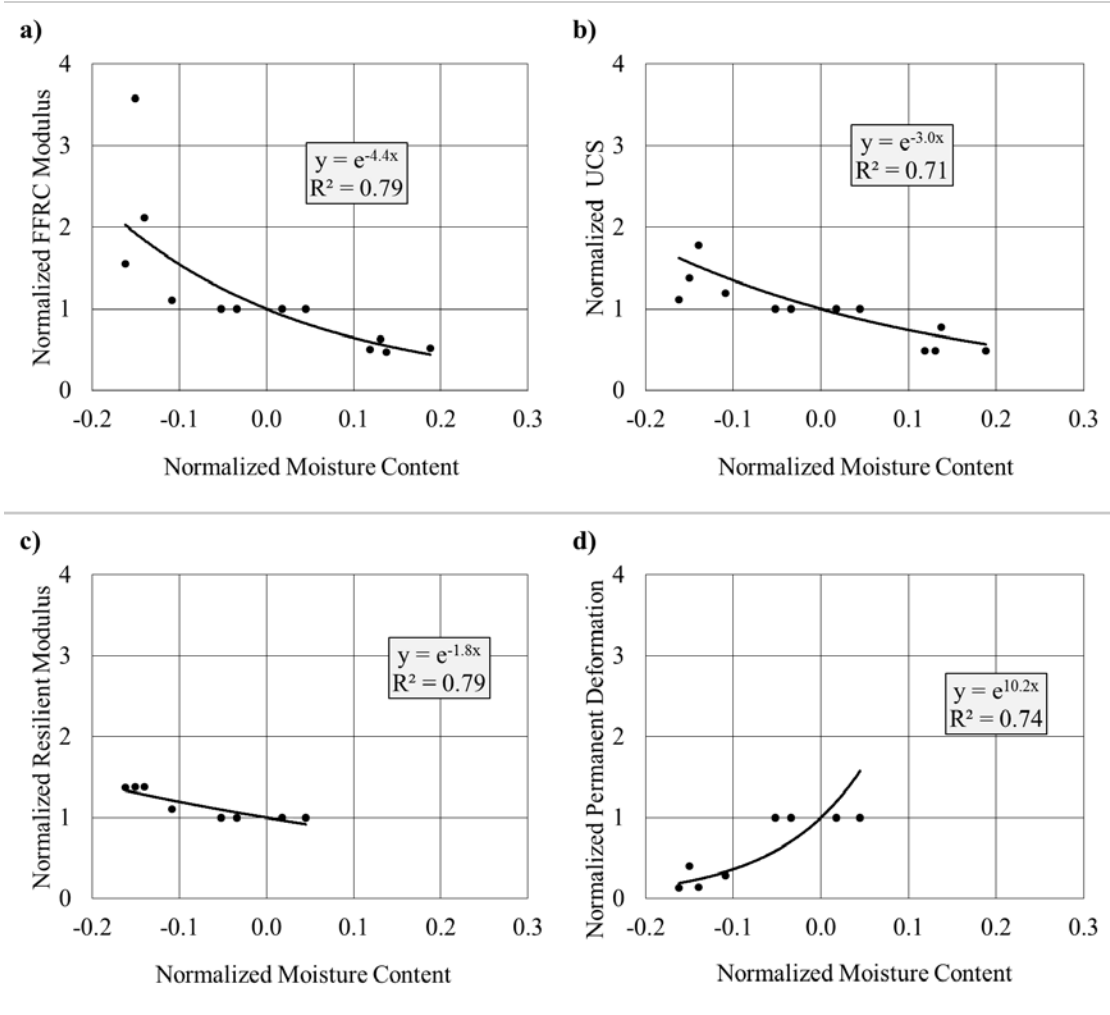 a)
Normalized FFRC Modulus
4
3
2
1
0
y = e^-4.4x
R² = 0.79
-0.2 -0.1 0.0 0.1 0.2 0.3
Normalized Moisture Content
b)
Normalized UCS
4
3
2
1
0
y = e^-3.0x
R² = 0.71
-0.2 -0.1 0.0 0.1 0.2 0.3
Normalized Moisture Content
c)
Normalized Resilient Modulus
4
3
2
1
0
y = e^-1.8x
R² = 0.79
-0.2 -0.1 0.0 0.1 0.2 0.3
Normalized Moisture Content
d)
Normalized Permanent Deformation
4
3
2
1
0
y = e^10.2x
R² = 0.74
-0.2 -0.1 0.0 0.1 0.2 0.3
Normalized Moisture Content